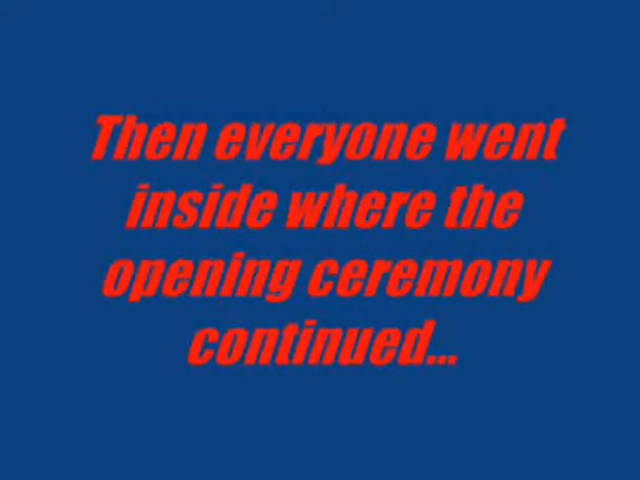 Then everyone went
inside where the
opening ceremony
continued...